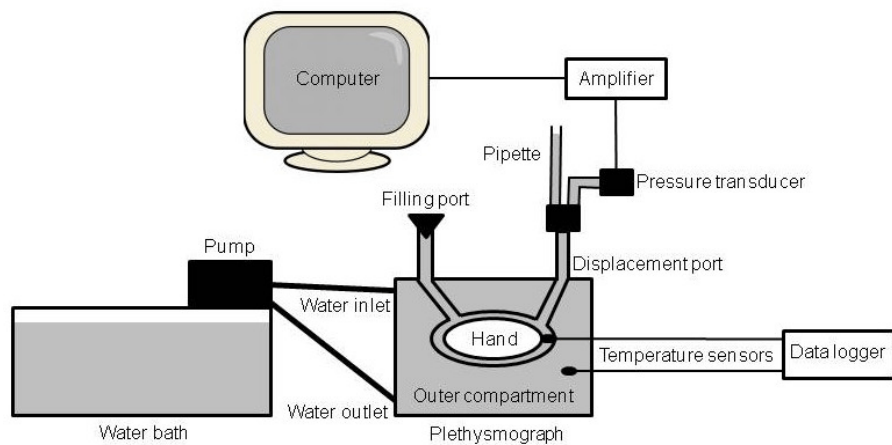 Computer
Amplifier
Pipette
Pressure transducer
Filling port
Pump
Displacement port
Water inlet
Hand
Temperature sensors
Data logger
Outer compartment
Water outlet
Water bath
Plethysmograph